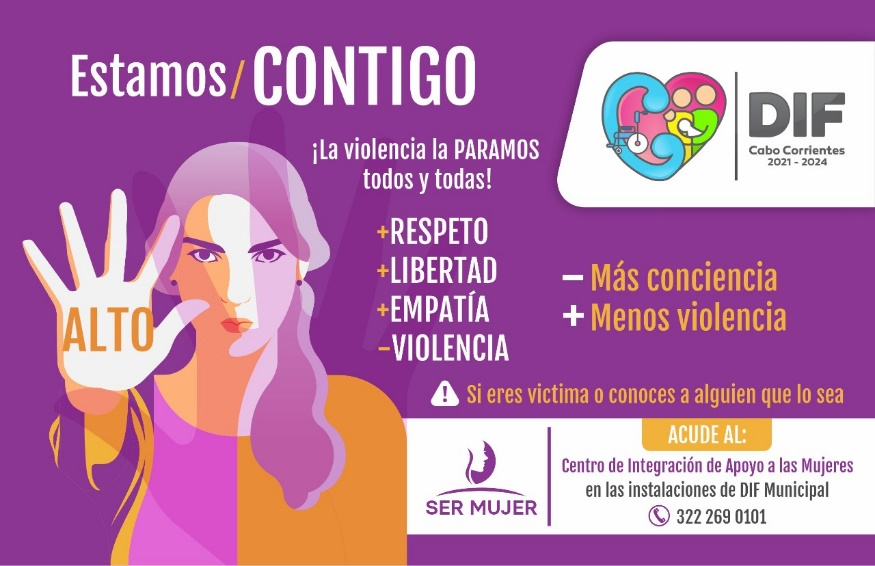 Estamos / CONTIGO
¡La violencia la PARAMOS
todos y todas!
+RESPETO
+LIBERTAD
+EMPATÍA
-VIOLENCIA
ALTO
DIF
Cabo Corrientes
2021 - 2024
- Más conciencia
+ Menos violencia
! Si eres victima o conoces a alguien que lo sea
ACUDE AL:
SER MUJER
Centro de Integración de Apoyo a las Mujeres
en las instalaciones de DIF Municipal
322 269 0101